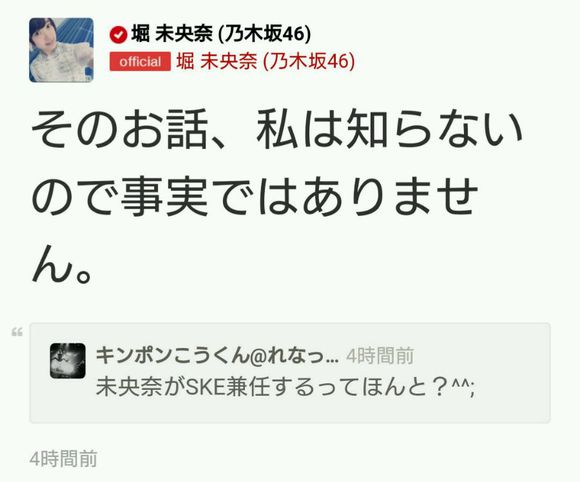 堀 未央奈 (乃木坂46)
official 堀 未央奈 (乃木坂46)
そのお話、私は知らない
ので事実ではありませ
ん。
キンポンこうくん@れなっ... 4時間前
未央奈がSKE兼任するってほんと？^^;
4時間前